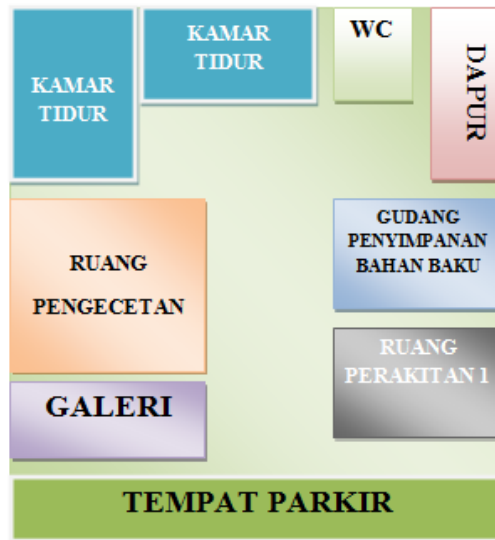 KAMAR
TIDUR
KAMAR
TIDUR
WC
DAPUR
RUANG
PENGECETAN
GUDANG
PENYIMPANAN
BAHAN BAKU
RUANG
PERAKITAN 1
GALERI
TEMPAT PARKIR